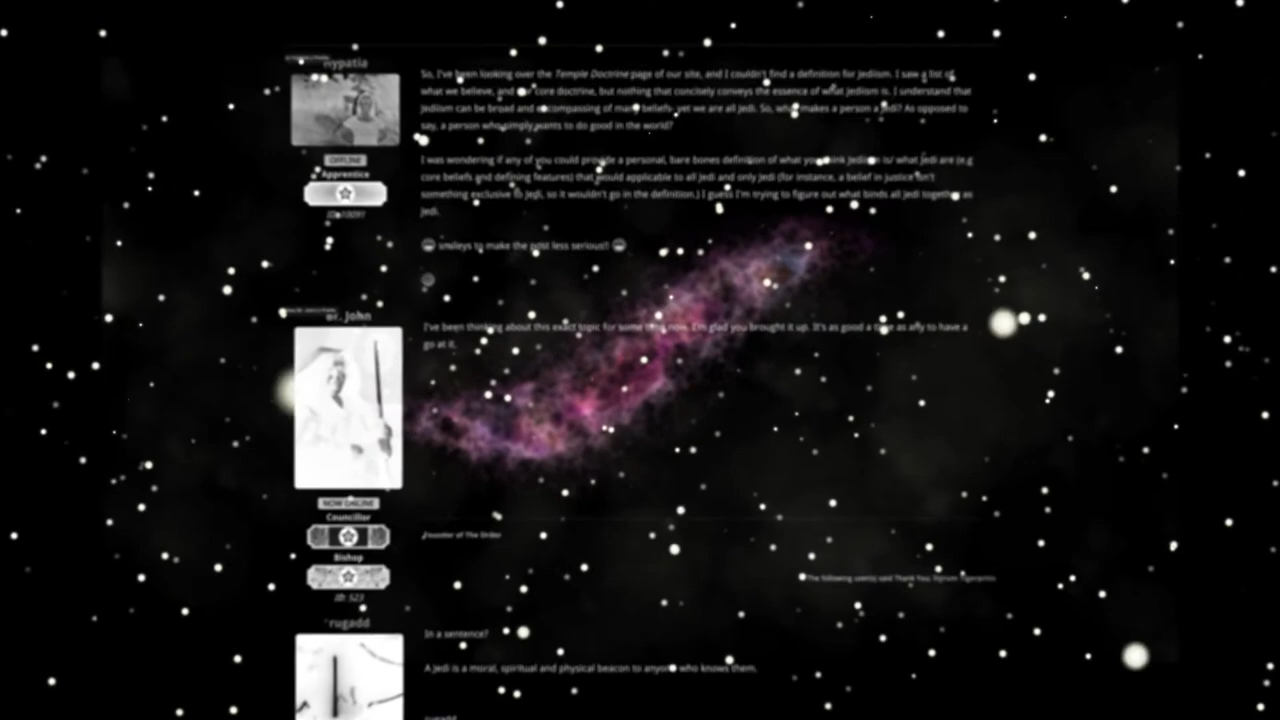 Hypatia
So, I've been looking over the Temple Doctrine page of our site, and I couldn't find a definition for Jediism. I saw a list of
what we believe, and our core doctrine, but nothing that concisely conveys the essence of what Jediism is. I understand that
Jediism can be broad and encompassing of many beliefs- yet we are all Jedi. So, what makes a person a Jedi? As opposed to
say, a person who simply wants to do good in the world?
OFFLINE
Apprentice
I was wondering if any of you could provide a personal, bare bones definition of what you think Jediism is/ what Jedi are (e.g
core beliefs and defining features) that would applicable to all Jedi and only Jedi (for instance, a belief in justice isn't
something exclusive to Jedi, so it wouldn't go in the definition.) I guess I'm trying to figure out what binds all Jedi together as
Jedi.
smileys to make the post less serious!!
Br. John
I've been thinking about this exact topic for some time now. I'm glad you brought it up. It's as good a time as any to have a
go at it.
NOW ONLINE
Councillor
Founder of The Order
Bishop
The following user(s) said Thank You:
ID: 523
rugadd
In a sentence?
A Jedi is a moral, spiritual and physical beacon to anyone who knows them.
rugadd